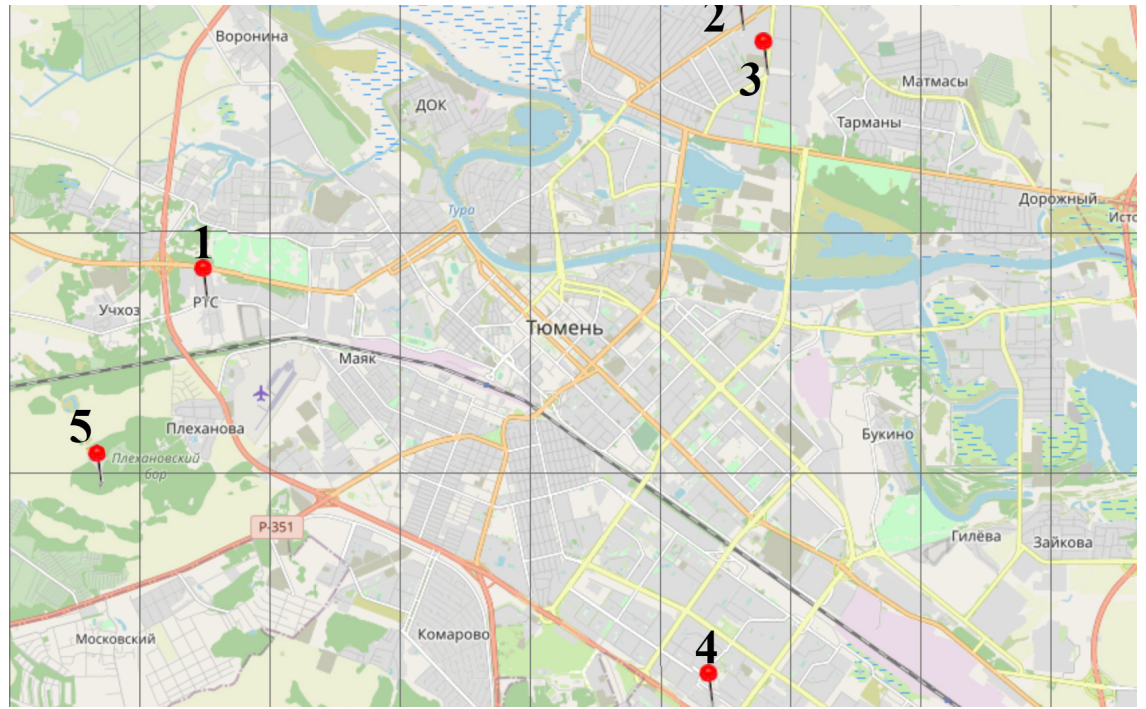 2
Воронина
3
Матмасы
ДОК
Тарманы
Дорожный
Тура
Исто
1
РТС
Учхоз
Тюмень
Маяк
5
Плеханова
Букино
Плехановский
бор
Р-351
Гилёва
Зайкова
Московский
Комарово
4